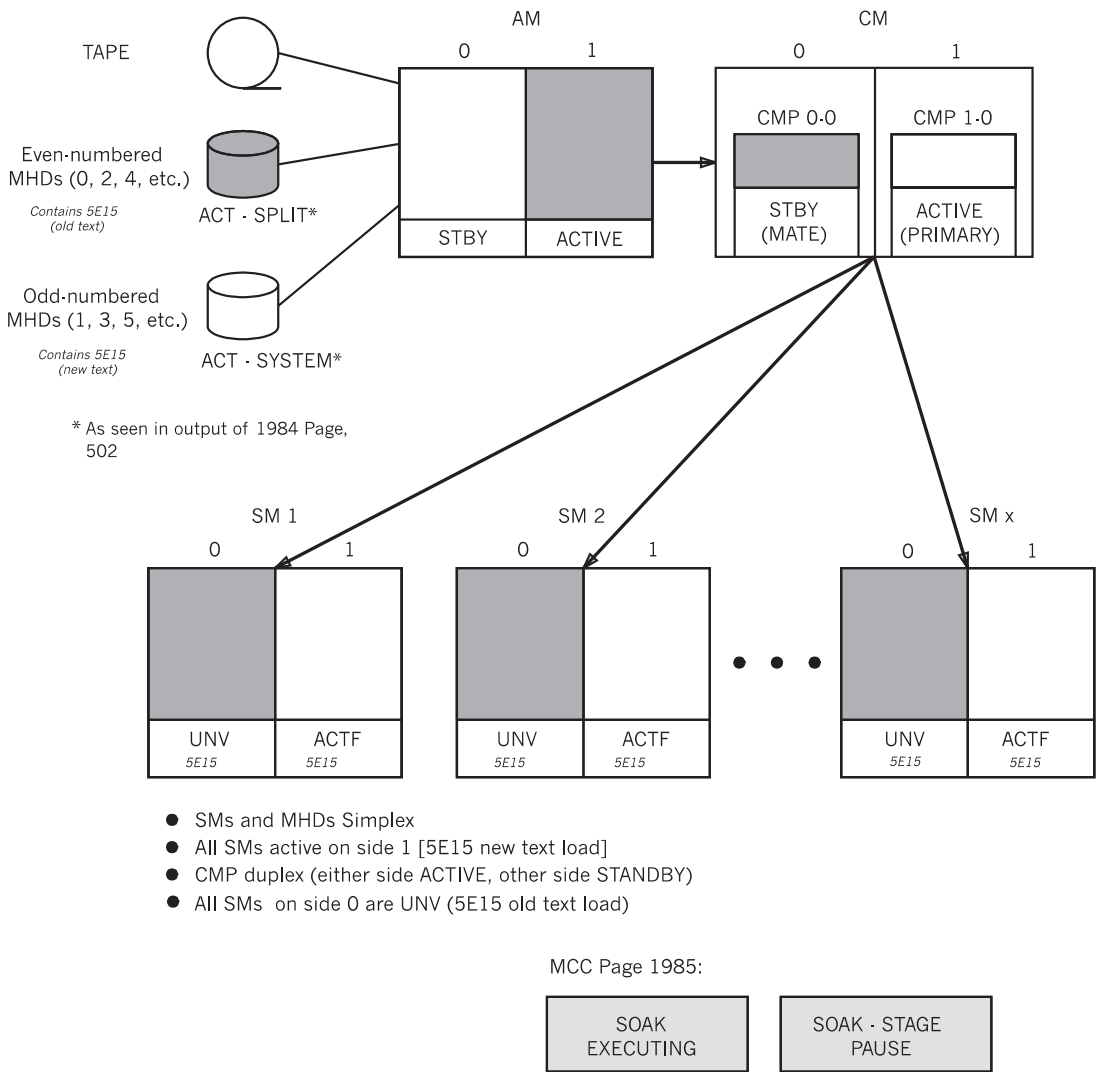 AM
CM
TAPE
0 1
0 1
CMP 0-0
CMP 1-0
Even-numbered
MHDs (0, 2, 4, etc.)
Contains 5E15
(old text)
ACT - SPLIT*
STBY
ACTIVE
STBY
(MATE)
ACTIVE
(PRIMARY)
Odd-numbered
MHDs (1, 3, 5, etc.)
Contains 5E15
(new text)
ACT - SYSTEM*
* As seen in output of 1984 Page,
502
SM 1
0 1
UNV
5E15
ACTF
5E15
SM 2
0 1
UNV
5E15
ACTF
5E15
SM x
0 1
UNV
5E15
ACTF
5E15
● SMs and MHDs Simplex
● All SMs active on side 1 [5E15 new text load]
● CMP duplex (either side ACTIVE, other side STANDBY)
● All SMs on side 0 are UNV (5E15 old text load)
MCC Page 1985:
SOAK
EXECUTING
SOAK - STAGE
PAUSE